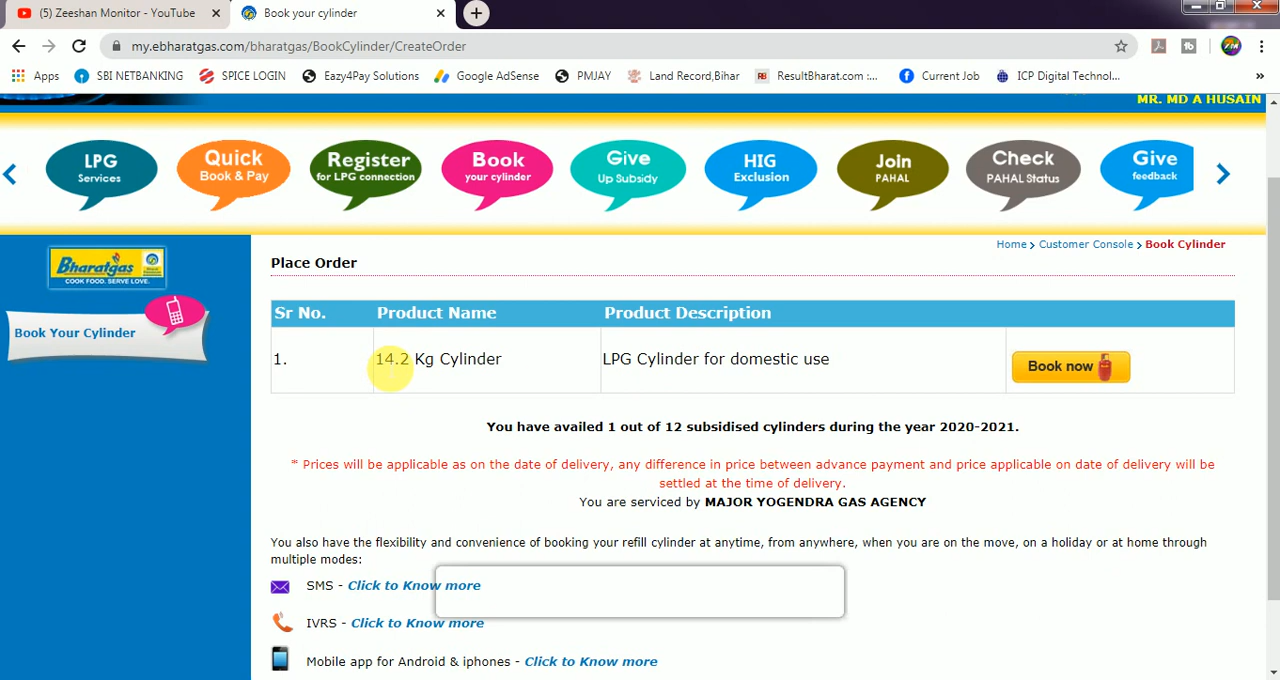 (5) Zeeshan Monitor - YouTube
Book your cylinder
my.ebharatgas.com/bharatgas/BookCylinder/CreateOrder
Apps SBI NETBANKING SPICE LOGIN Eazy4Pay Solutions Google AdSense PMJAY Land Record,Bihar ResultBharat.com :... Current Job ICP Digital Technol...
MR. MD A HUSAIN
LPG Services
Quick Book & Pay
Register for LPG connection
Book your cylinder
Give Up Subsidy
HIG Exclusion
Join PAHAL
Check PAHAL Status
Give feedback
Home Customer Console Book Cylinder
Bharatgas
COOK FOOD. SERVE LOVE.
Book Your Cylinder
Place Order
Sr No. Product Name Product Description
1. 14.2 Kg Cylinder LPG Cylinder for domestic use Book now
You have availed 1 out of 12 subsidised cylinders during the year 2020-2021.
* Prices will be applicable as on the date of delivery, any difference in price between advance payment and price applicable on date of delivery will be
settled at the time of delivery.
You are serviced by MAJOR YOGENDRA GAS AGENCY
You also have the flexibility and convenience of booking your refill cylinder at anytime, from anywhere, when you are on the move, on a holiday or at home through
multiple modes:
SMS - Click to Know more
IVRS - Click to Know more
Mobile app for Android & iphones - Click to Know more